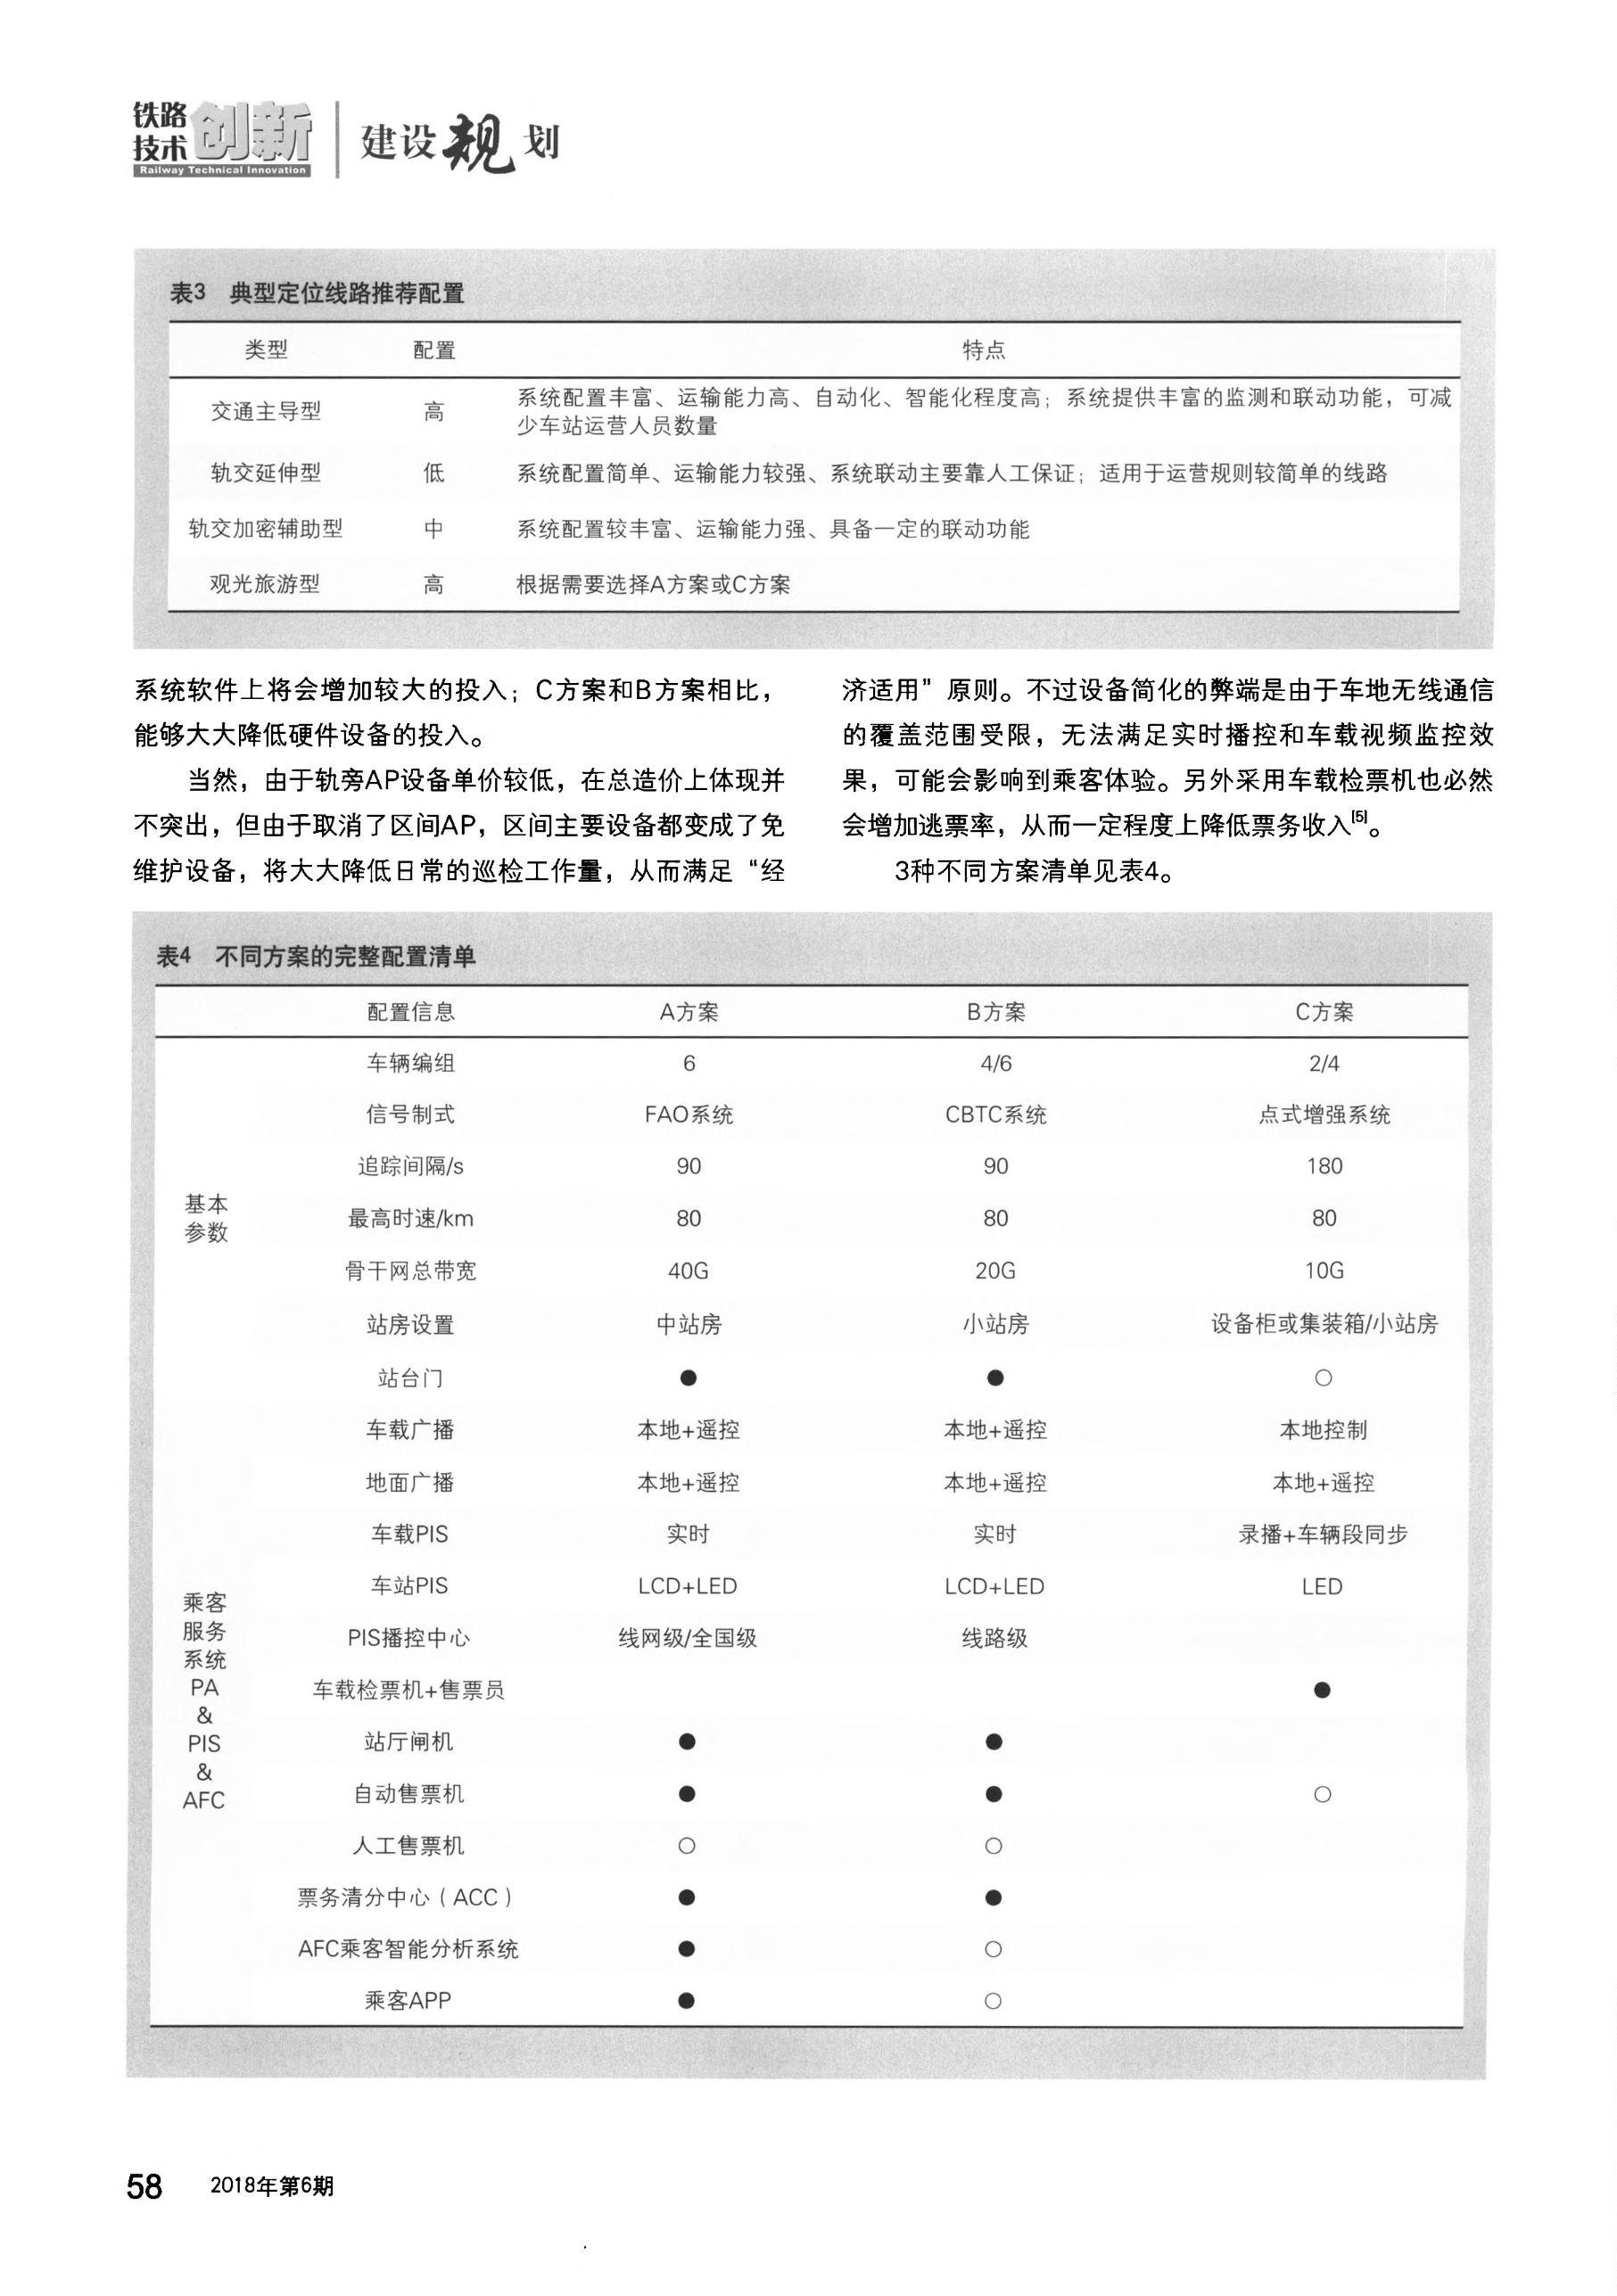 铁路
技术 创新
Railway Technical Innovation
建设规划
表3 典型定位线路推荐配置
类型 配置 特点
交通主导型 高 系统配置丰富、运输能力高、自动化、智能化程度高；系统提供丰富的监测和联动功能，可减
少车站运营人员数量
轨交延伸型 低 系统配置简单、运输能力较强、系统联动主要靠人工保证；适用于运营规则较简单的线路
轨交加密辅助型 中 系统配置较丰富、运输能力强、具备一定的联动功能
观光旅游型 高 根据需要选择A方案或C方案
系统软件上将会增加较大的投入；C方案和B方案相比，
能够大大降低硬件设备的投入。
当然，由于轨旁AP设备单价较低，在总造价上体现并
不突出，但由于取消了区间AP，区间主要设备都变成了免
维护设备，将大大降低日常的巡检工作量，从而满足“经
济适用”原则。不过设备简化的弊端是由于车地无线通信
的覆盖范围受限，无法满足实时播控和车载视频监控效
果，可能会影响到乘客体验。另外采用车载检票机也必然
会增加逃票率，从而一定程度上降低票务收入[5]。
3种不同方案清单见表4。
表4 不同方案的完整配置清单
配置信息 A方案 B方案 C方案
基本
参数
车辆编组 6 4/6 2/4
信号制式 FAO系统 CBTC系统 点式增强系统
追踪间隔/s 90 90 180
最高时速/km 80 80 80
骨干网总带宽 40G 20G 10G
站房设置 中站房 小站房 设备柜或集装箱/小站房
站台门 ● ● ○
乘客
服务
系统
PA
&
PIS
&
AFC
车载广播 本地+遥控 本地+遥控 本地控制
地面广播 本地+遥控 本地+遥控 本地+遥控
车载PIS 实时 实时 录播+车辆段同步
车站PIS LCD+LED LCD+LED LED
PIS播控中心 线网级/全国级 线路级
车载检票机+售票员 ●
站厅闸机 ● ●
自动售票机 ● ● ○
人工售票机 ○ ○
票务清分中心（ACC） ● ●
AFC乘客智能分析系统 ● ○
乘客APP ● ○
58 2018年第6期